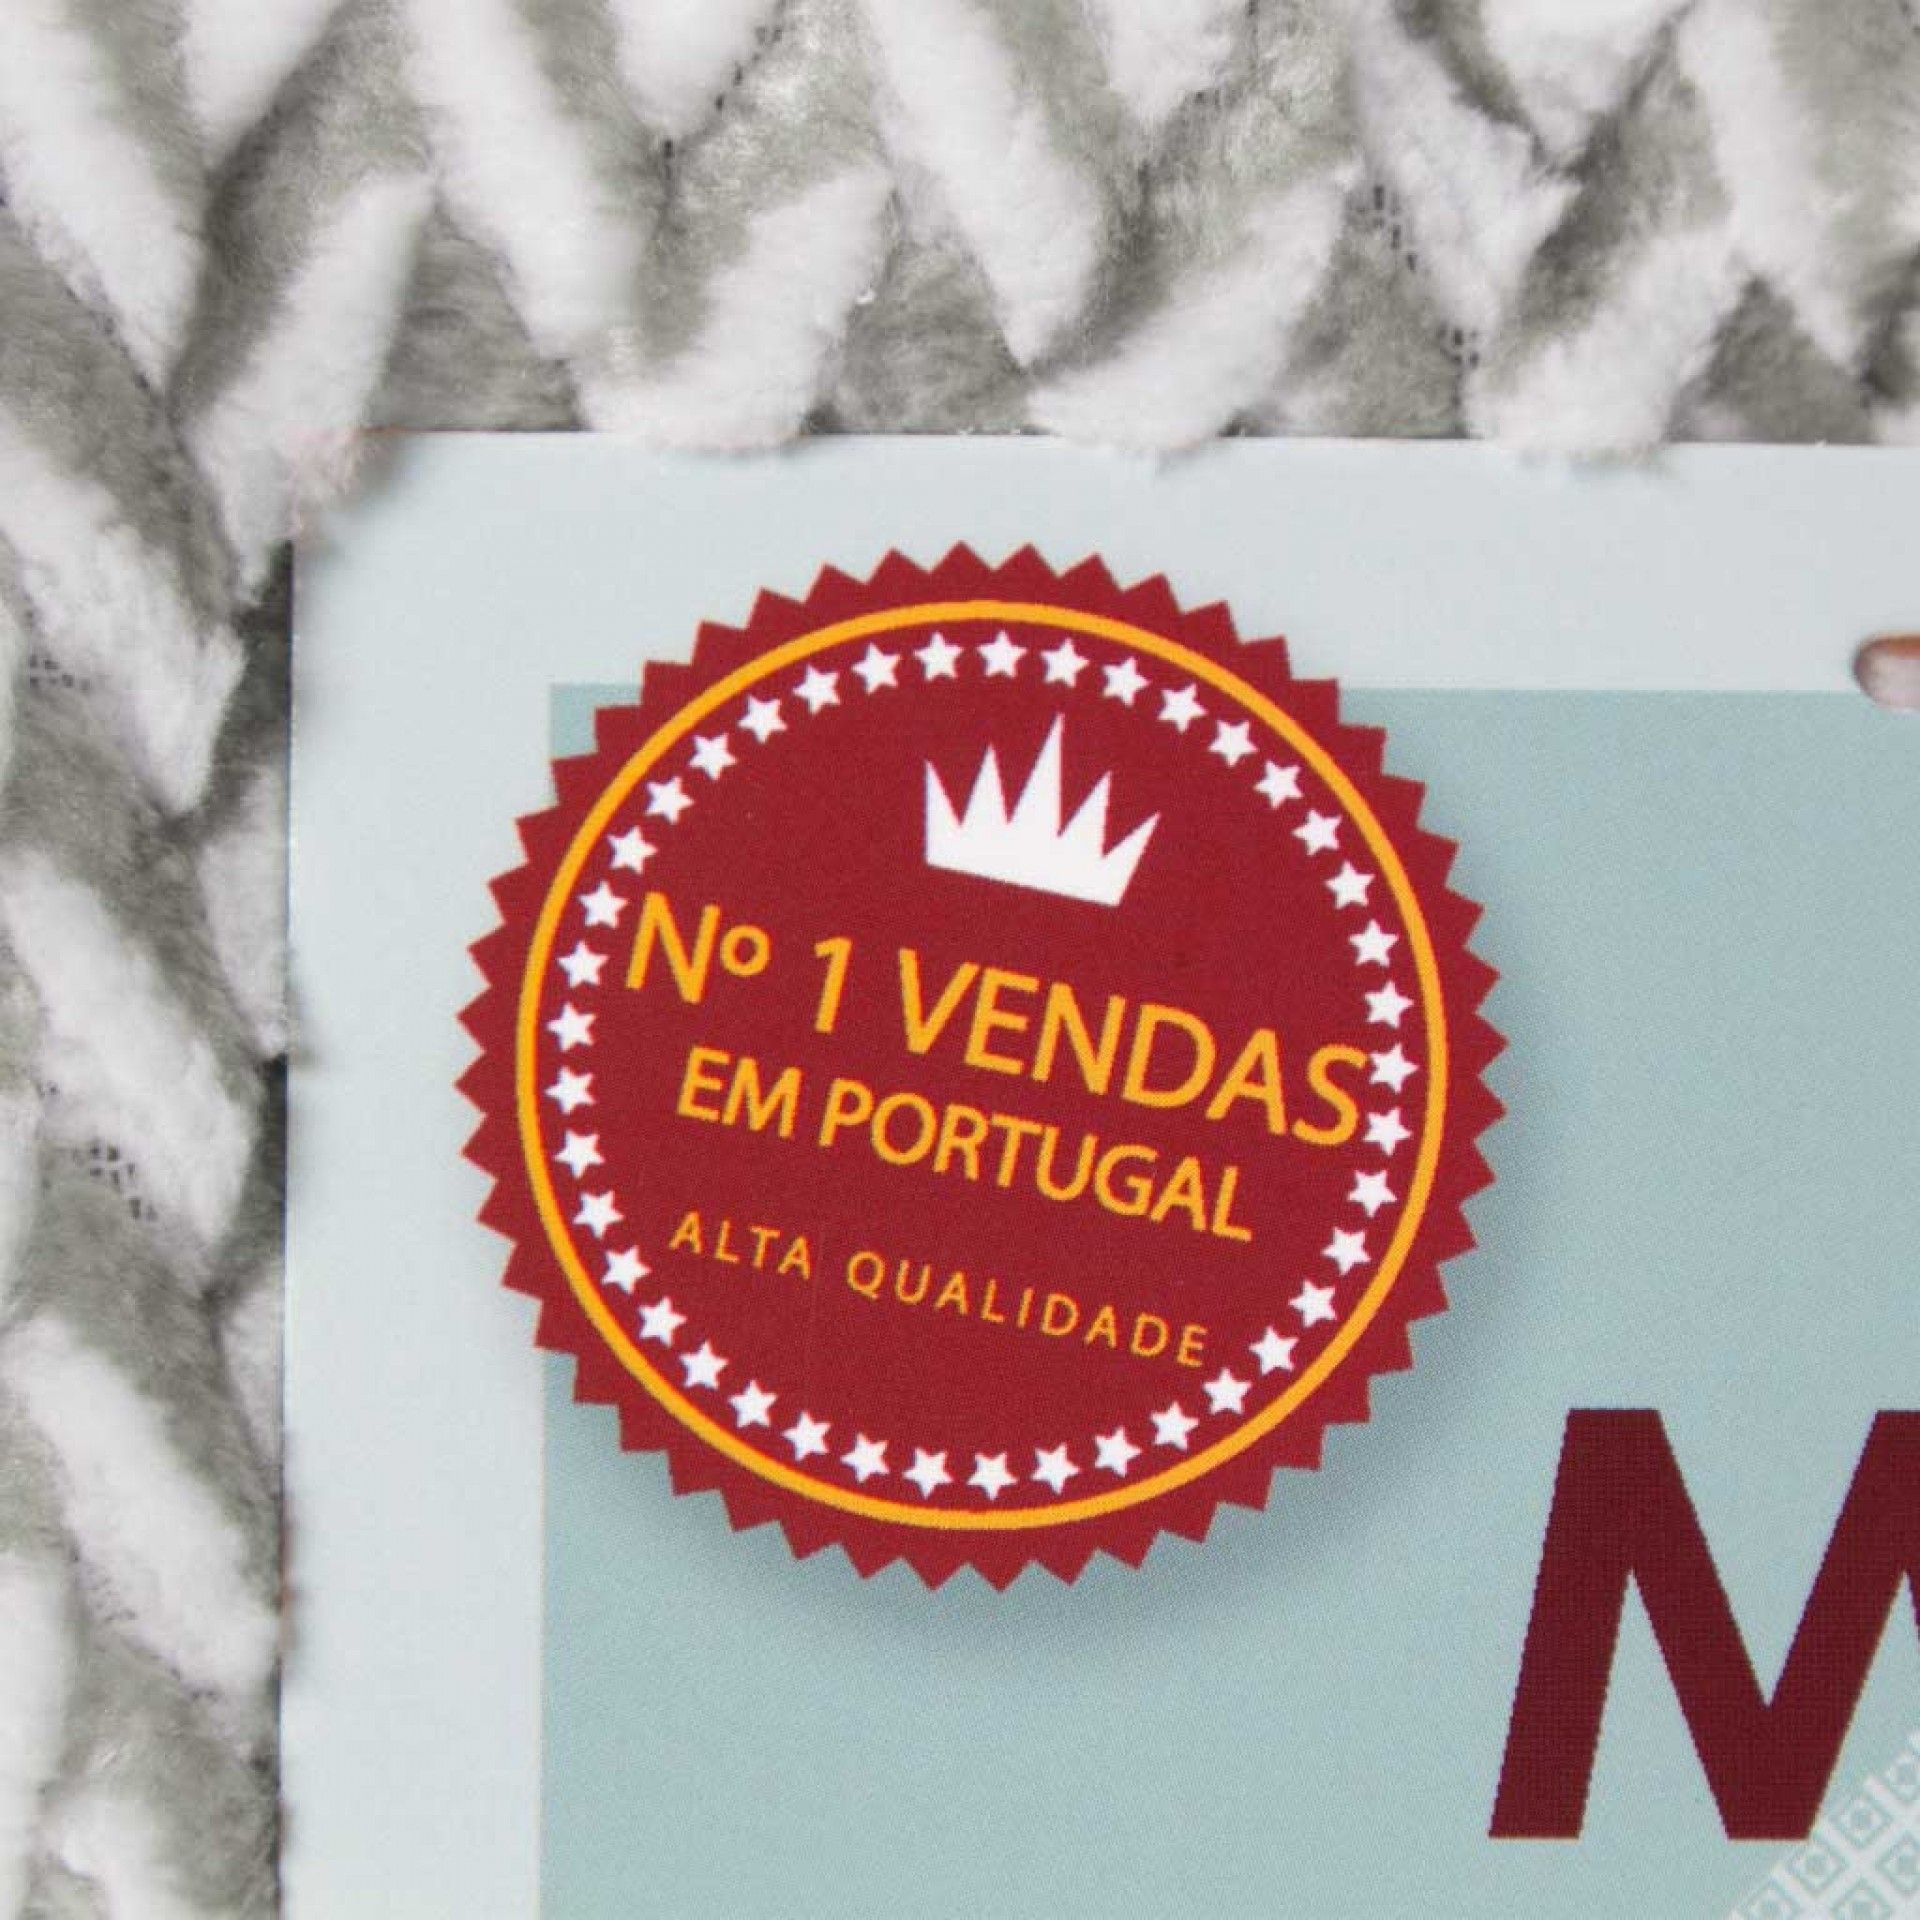 Nº 1 VENDAS
EM PORTUGAL
ALTA QUALIDADE
M